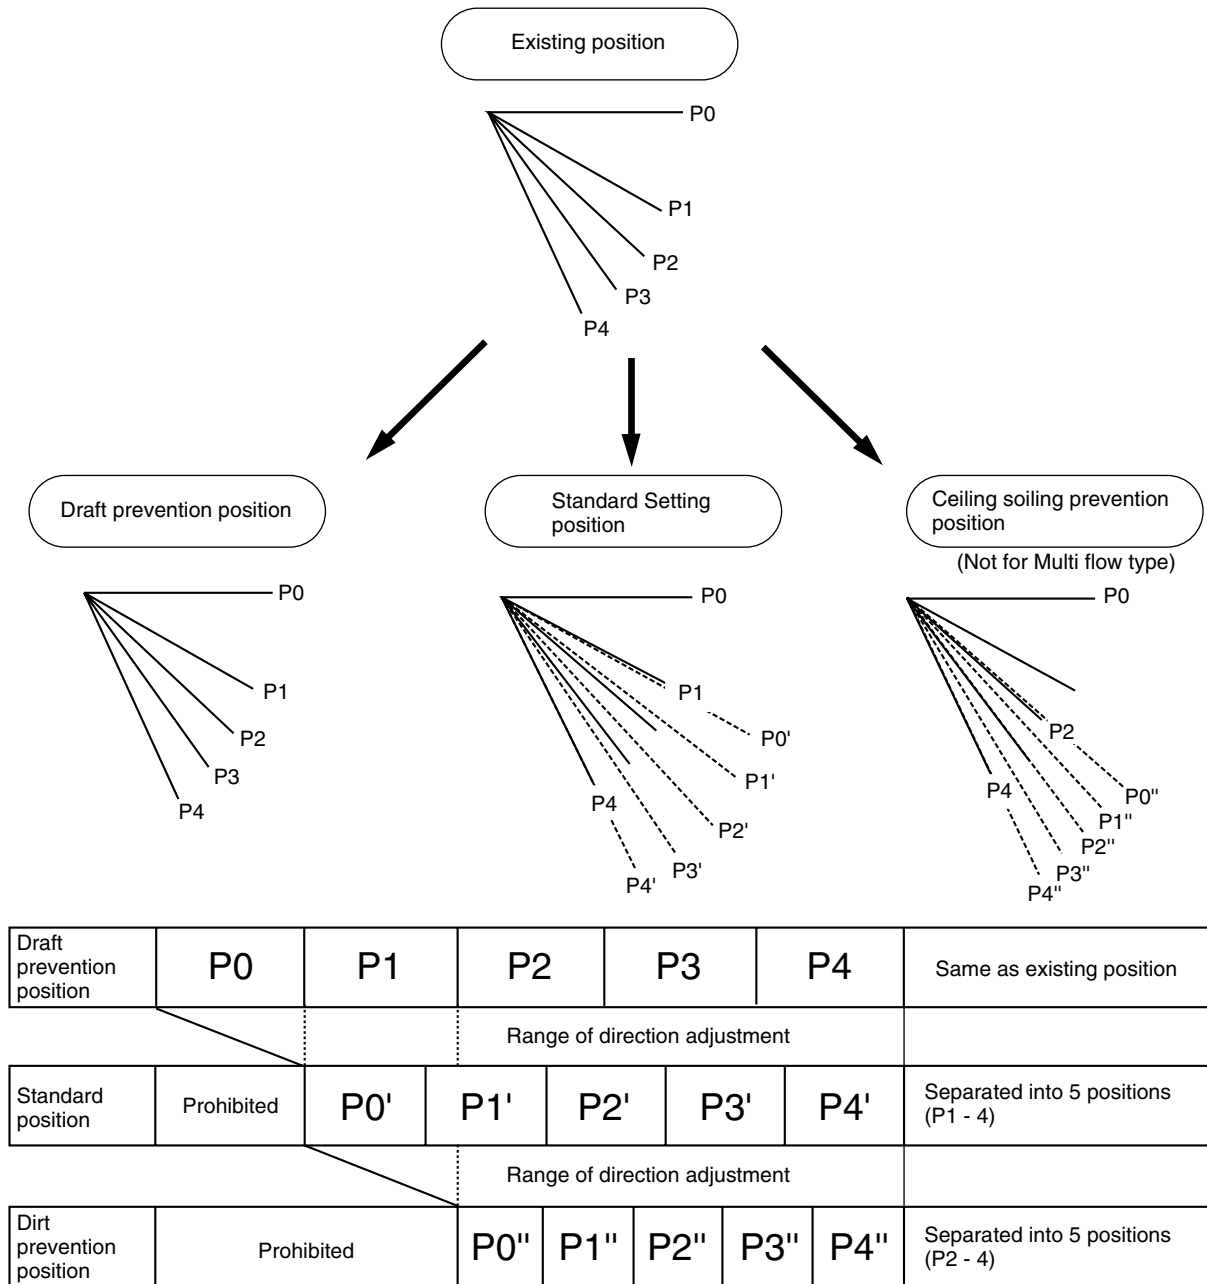 Existing position
P0
P1
P2
P3
P4
Draft prevention position
P0
P1
P2
P3
P4
Standard Setting
position
P0
P1
P0'
P1'
P4
P2'
P3'
P4'
Ceiling soiling prevention
position
(Not for Multi flow type)
P0
P2
P4
P0''
P1''
P2''
P3''
P4''
Draft
prevention
position
P0 P1 P2 P3 P4
Same as existing position
Range of direction adjustment
Standard
position
Prohibited
P0' P1' P2' P3' P4'
Separated into 5 positions
(P1 - 4)
Range of direction adjustment
Dirt
prevention
position
Prohibited
P0'' P1'' P2'' P3'' P4''
Separated into 5 positions
(P2 - 4)